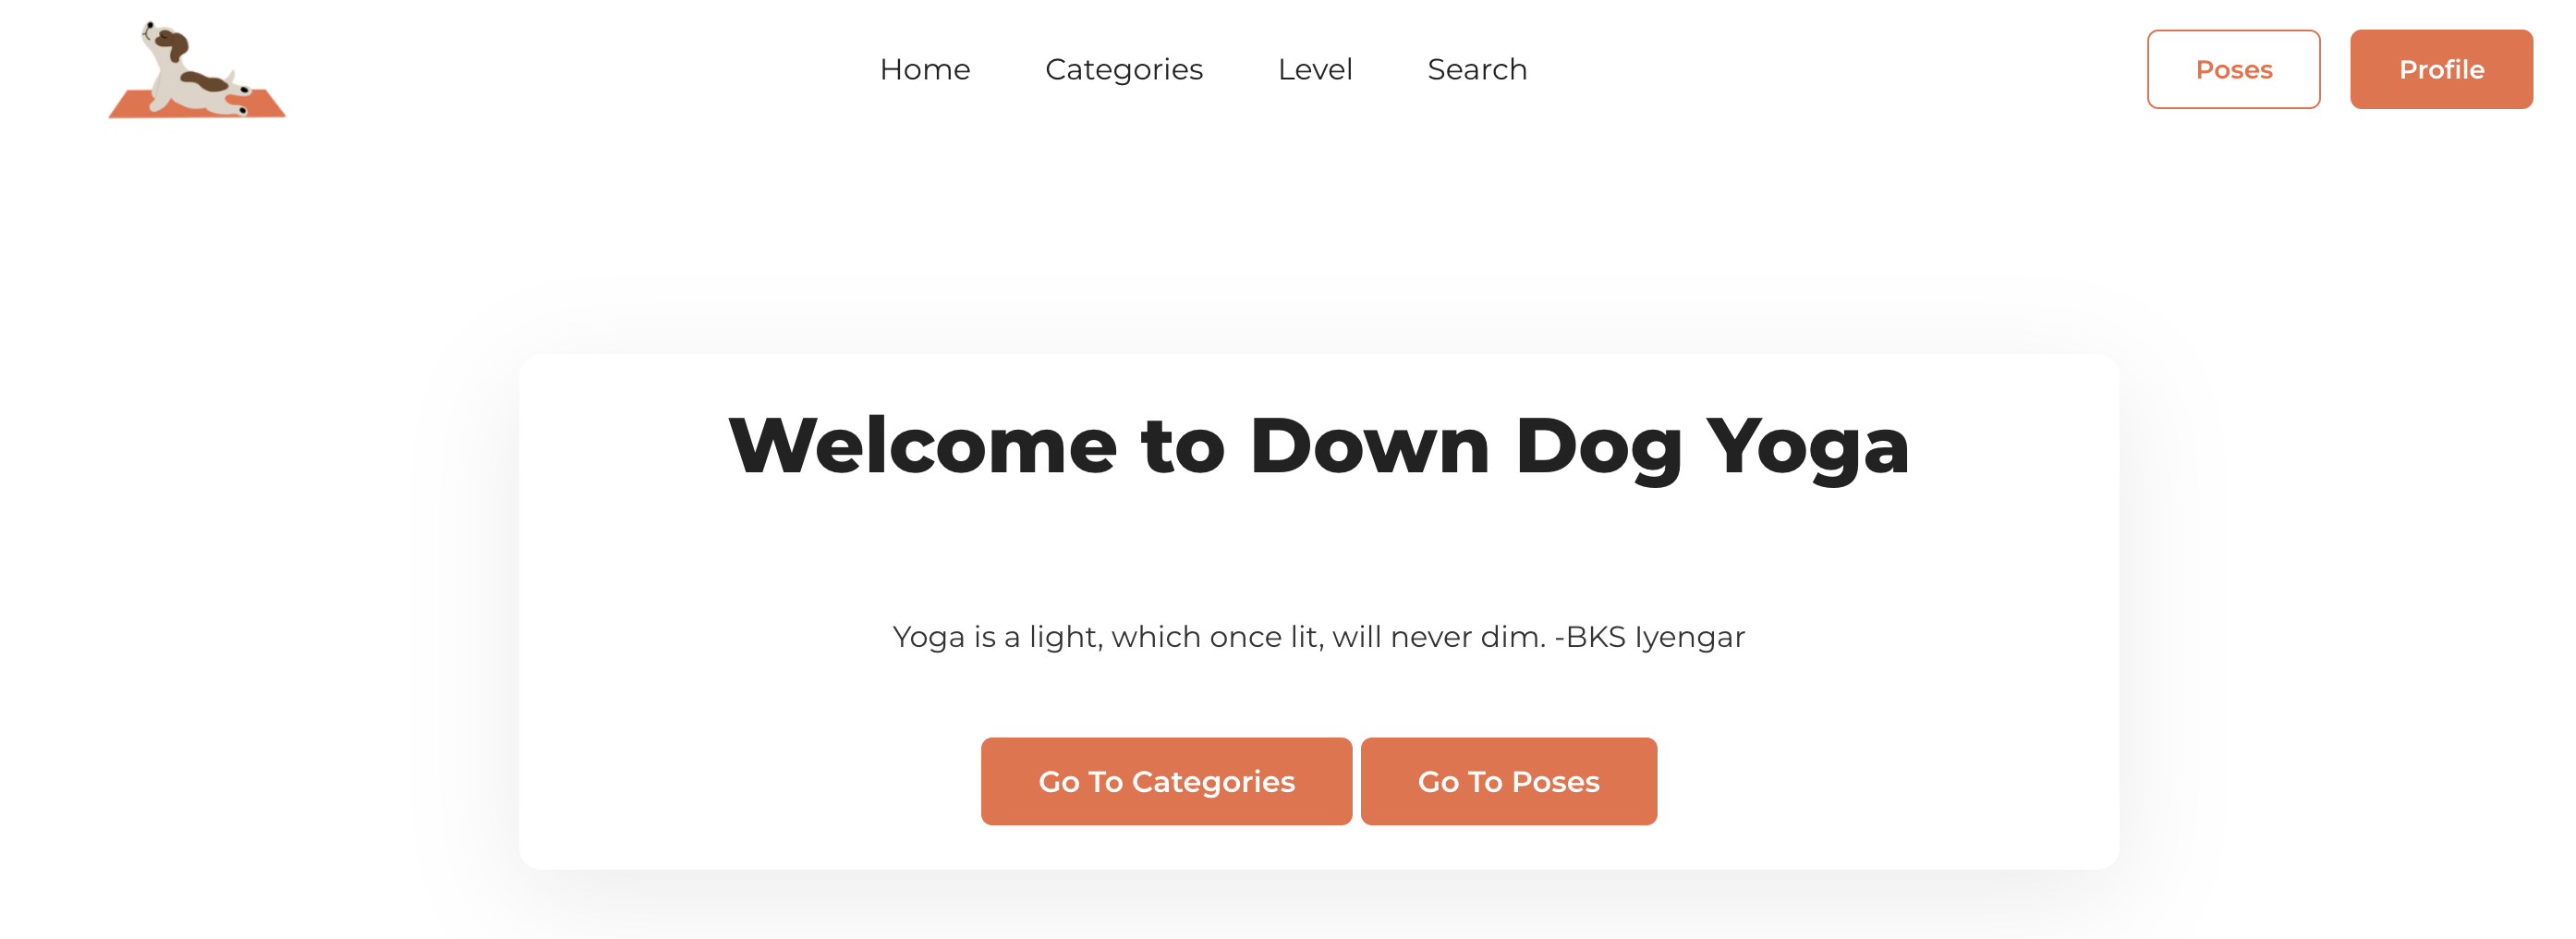 Home Categories Level Search Poses Profile
Welcome to Down Dog Yoga
Yoga is a light, which once lit, will never dim. -BKS Iyengar
Go To Categories Go To Poses